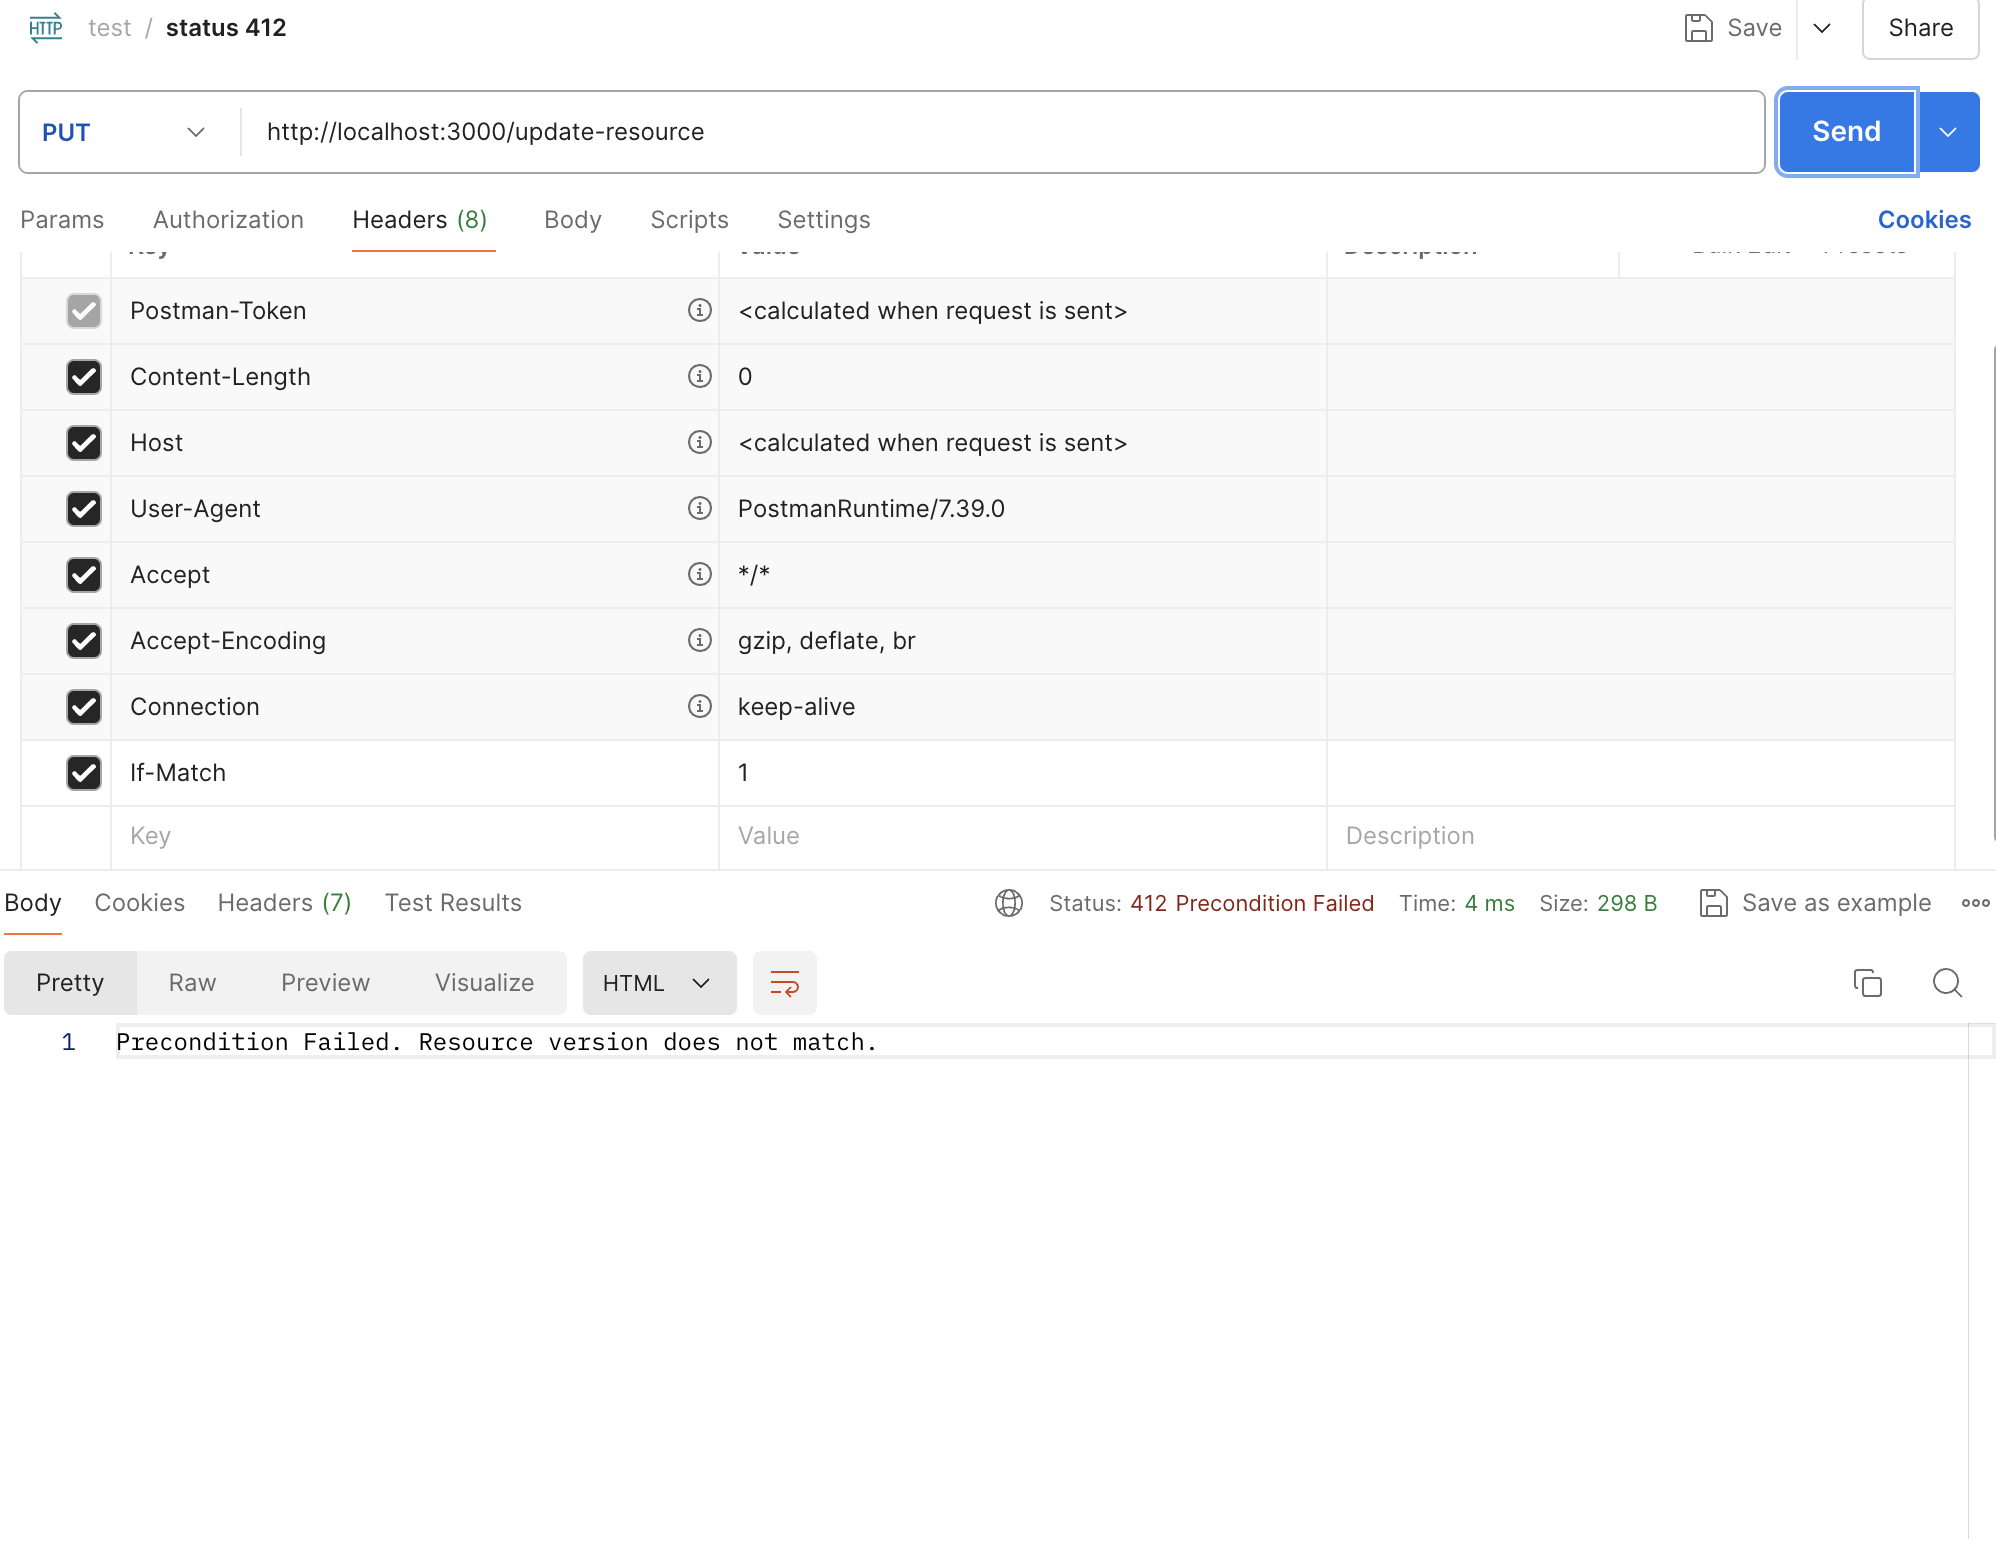 HTTP test / status 412 Save Share
PUT http://localhost:3000/update-resource Send
Params Authorization Headers (8) Body Scripts Settings Cookies
Key Value Description Bulk Edit Presets
Postman-Token <calculated when request is sent>
Content-Length 0
Host <calculated when request is sent>
User-Agent PostmanRuntime/7.39.0
Accept */*
Accept-Encoding gzip, deflate, br
Connection keep-alive
If-Match 1
Key Value Description
Body Cookies Headers (7) Test Results Status: 412 Precondition Failed Time: 4 ms Size: 298 B Save as example
Pretty Raw Preview Visualize HTML
1 Precondition Failed. Resource version does not match.